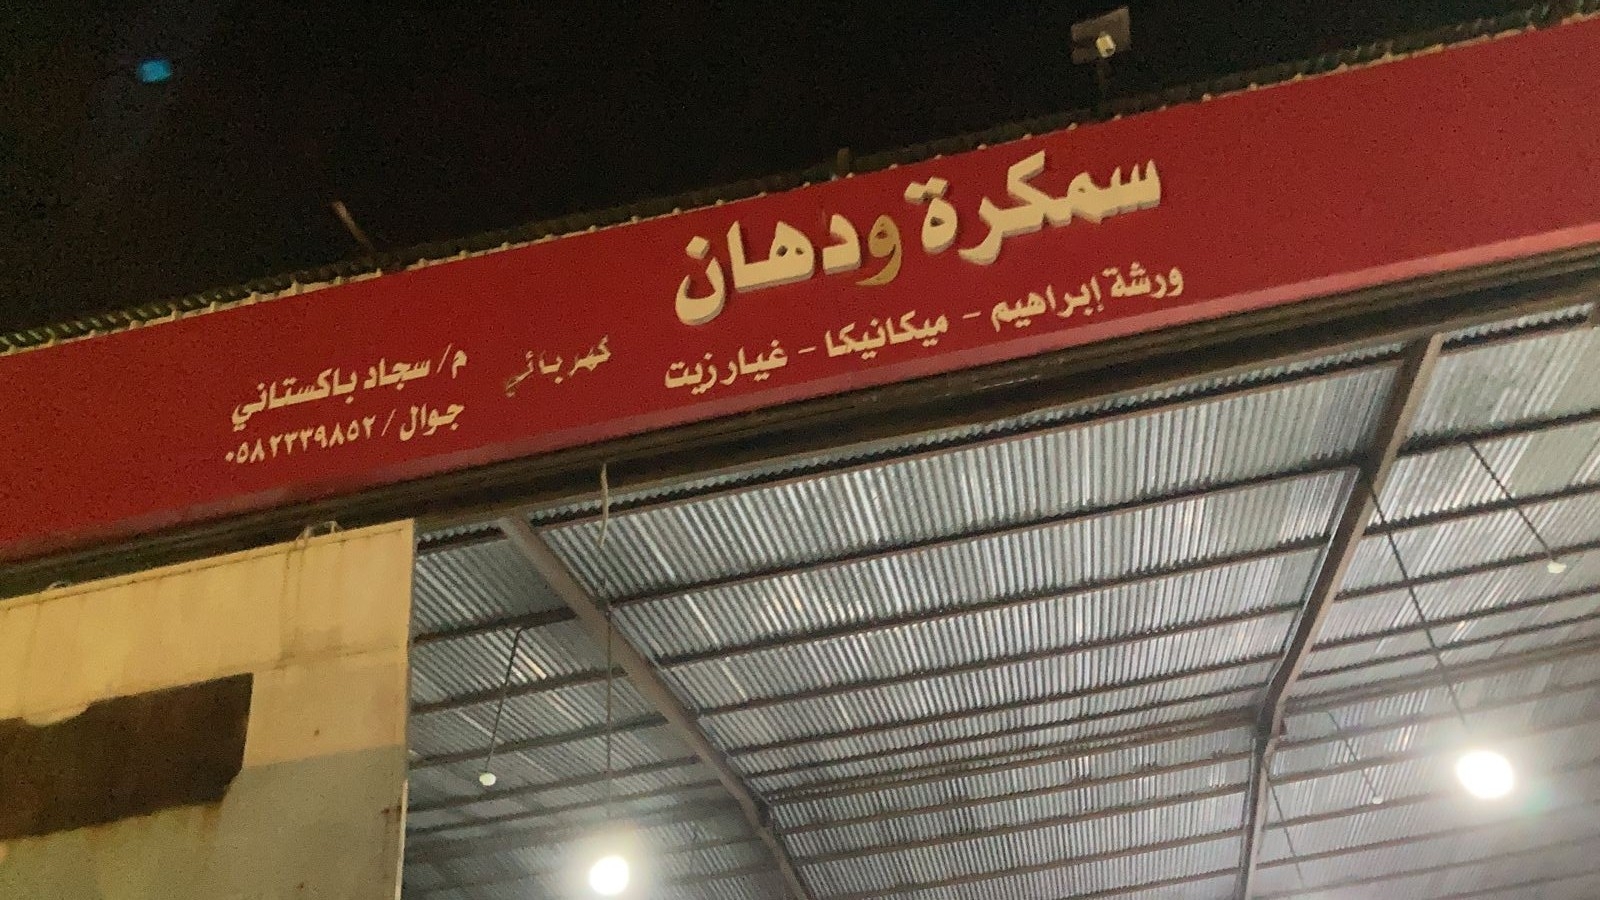 سمكرة ودهان
ورشة إبراهيم - ميكانيكا - غيار زيت
كهربائي
م/ سجاد باكستاني
جوال/ ٠٥٨٢٣٣٩٨٥٢